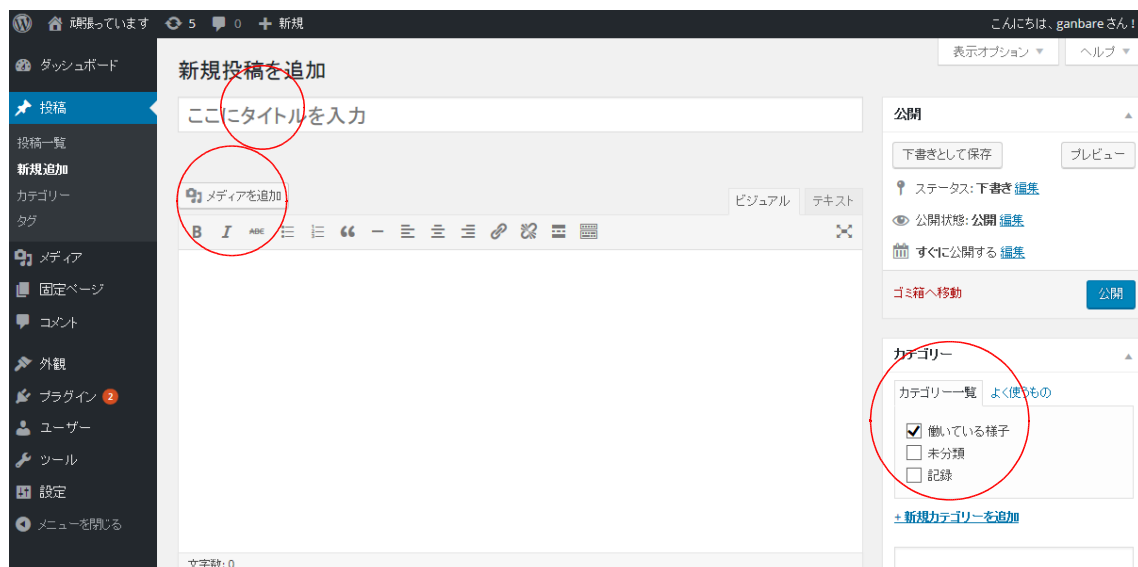 頑張っています 5 0 新規 こんにちは、ganbare さん！
表示オプション ヘルプ
ダッシュボード
投稿
投稿一覧
新規追加
カテゴリー
タグ
メディア
固定ページ
コメント
外観
プラグイン 2
ユーザー
ツール
設定
メニューを閉じる
新規投稿を追加
ここにタイトルを入力
メディアを追加
ビジュアル テキスト
B I ABC
文字数: 0
公開
下書きとして保存 プレビュー
ステータス: 下書き 編集
公開状態: 公開 編集
すぐに公開する 編集
ゴミ箱へ移動 公開
カテゴリー
カテゴリー一覧 よく使うもの
働いている様子
未分類
記録
+ 新規カテゴリーを追加